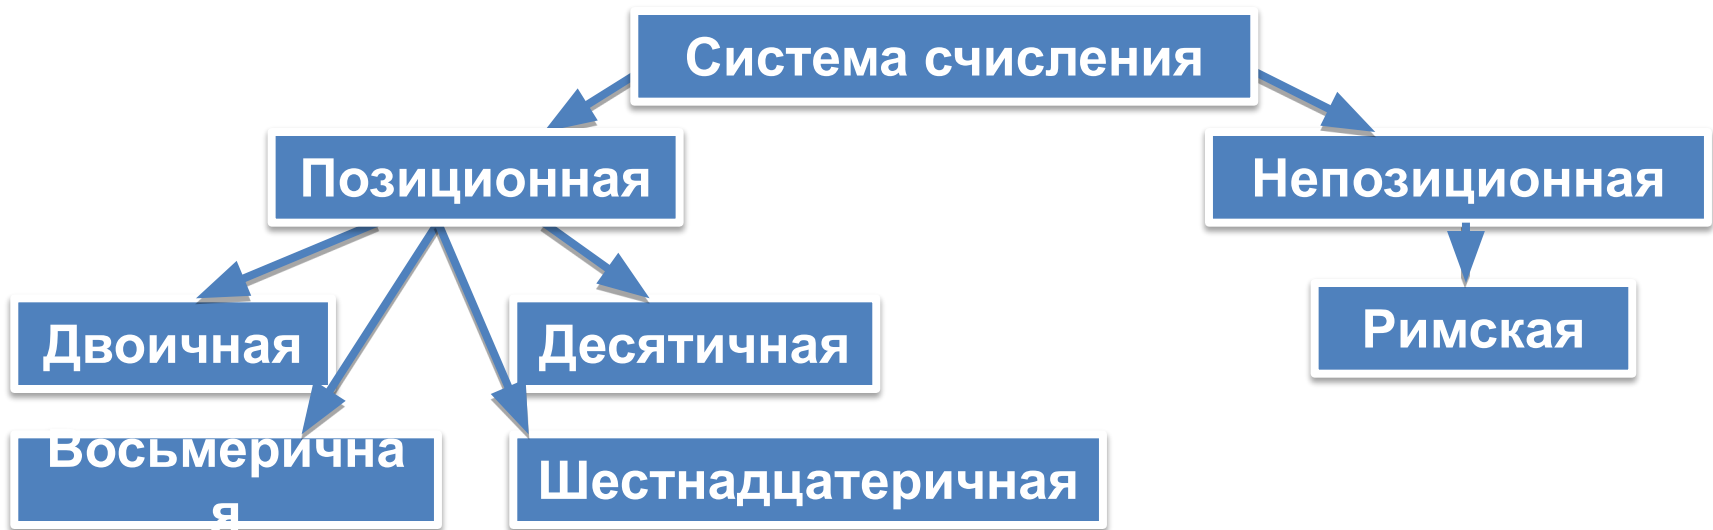 Система счисления
Позиционная
Непозиционная
Двоичная
Десятичная
Римская
Восьмерична
я
Шестнадцатеричная